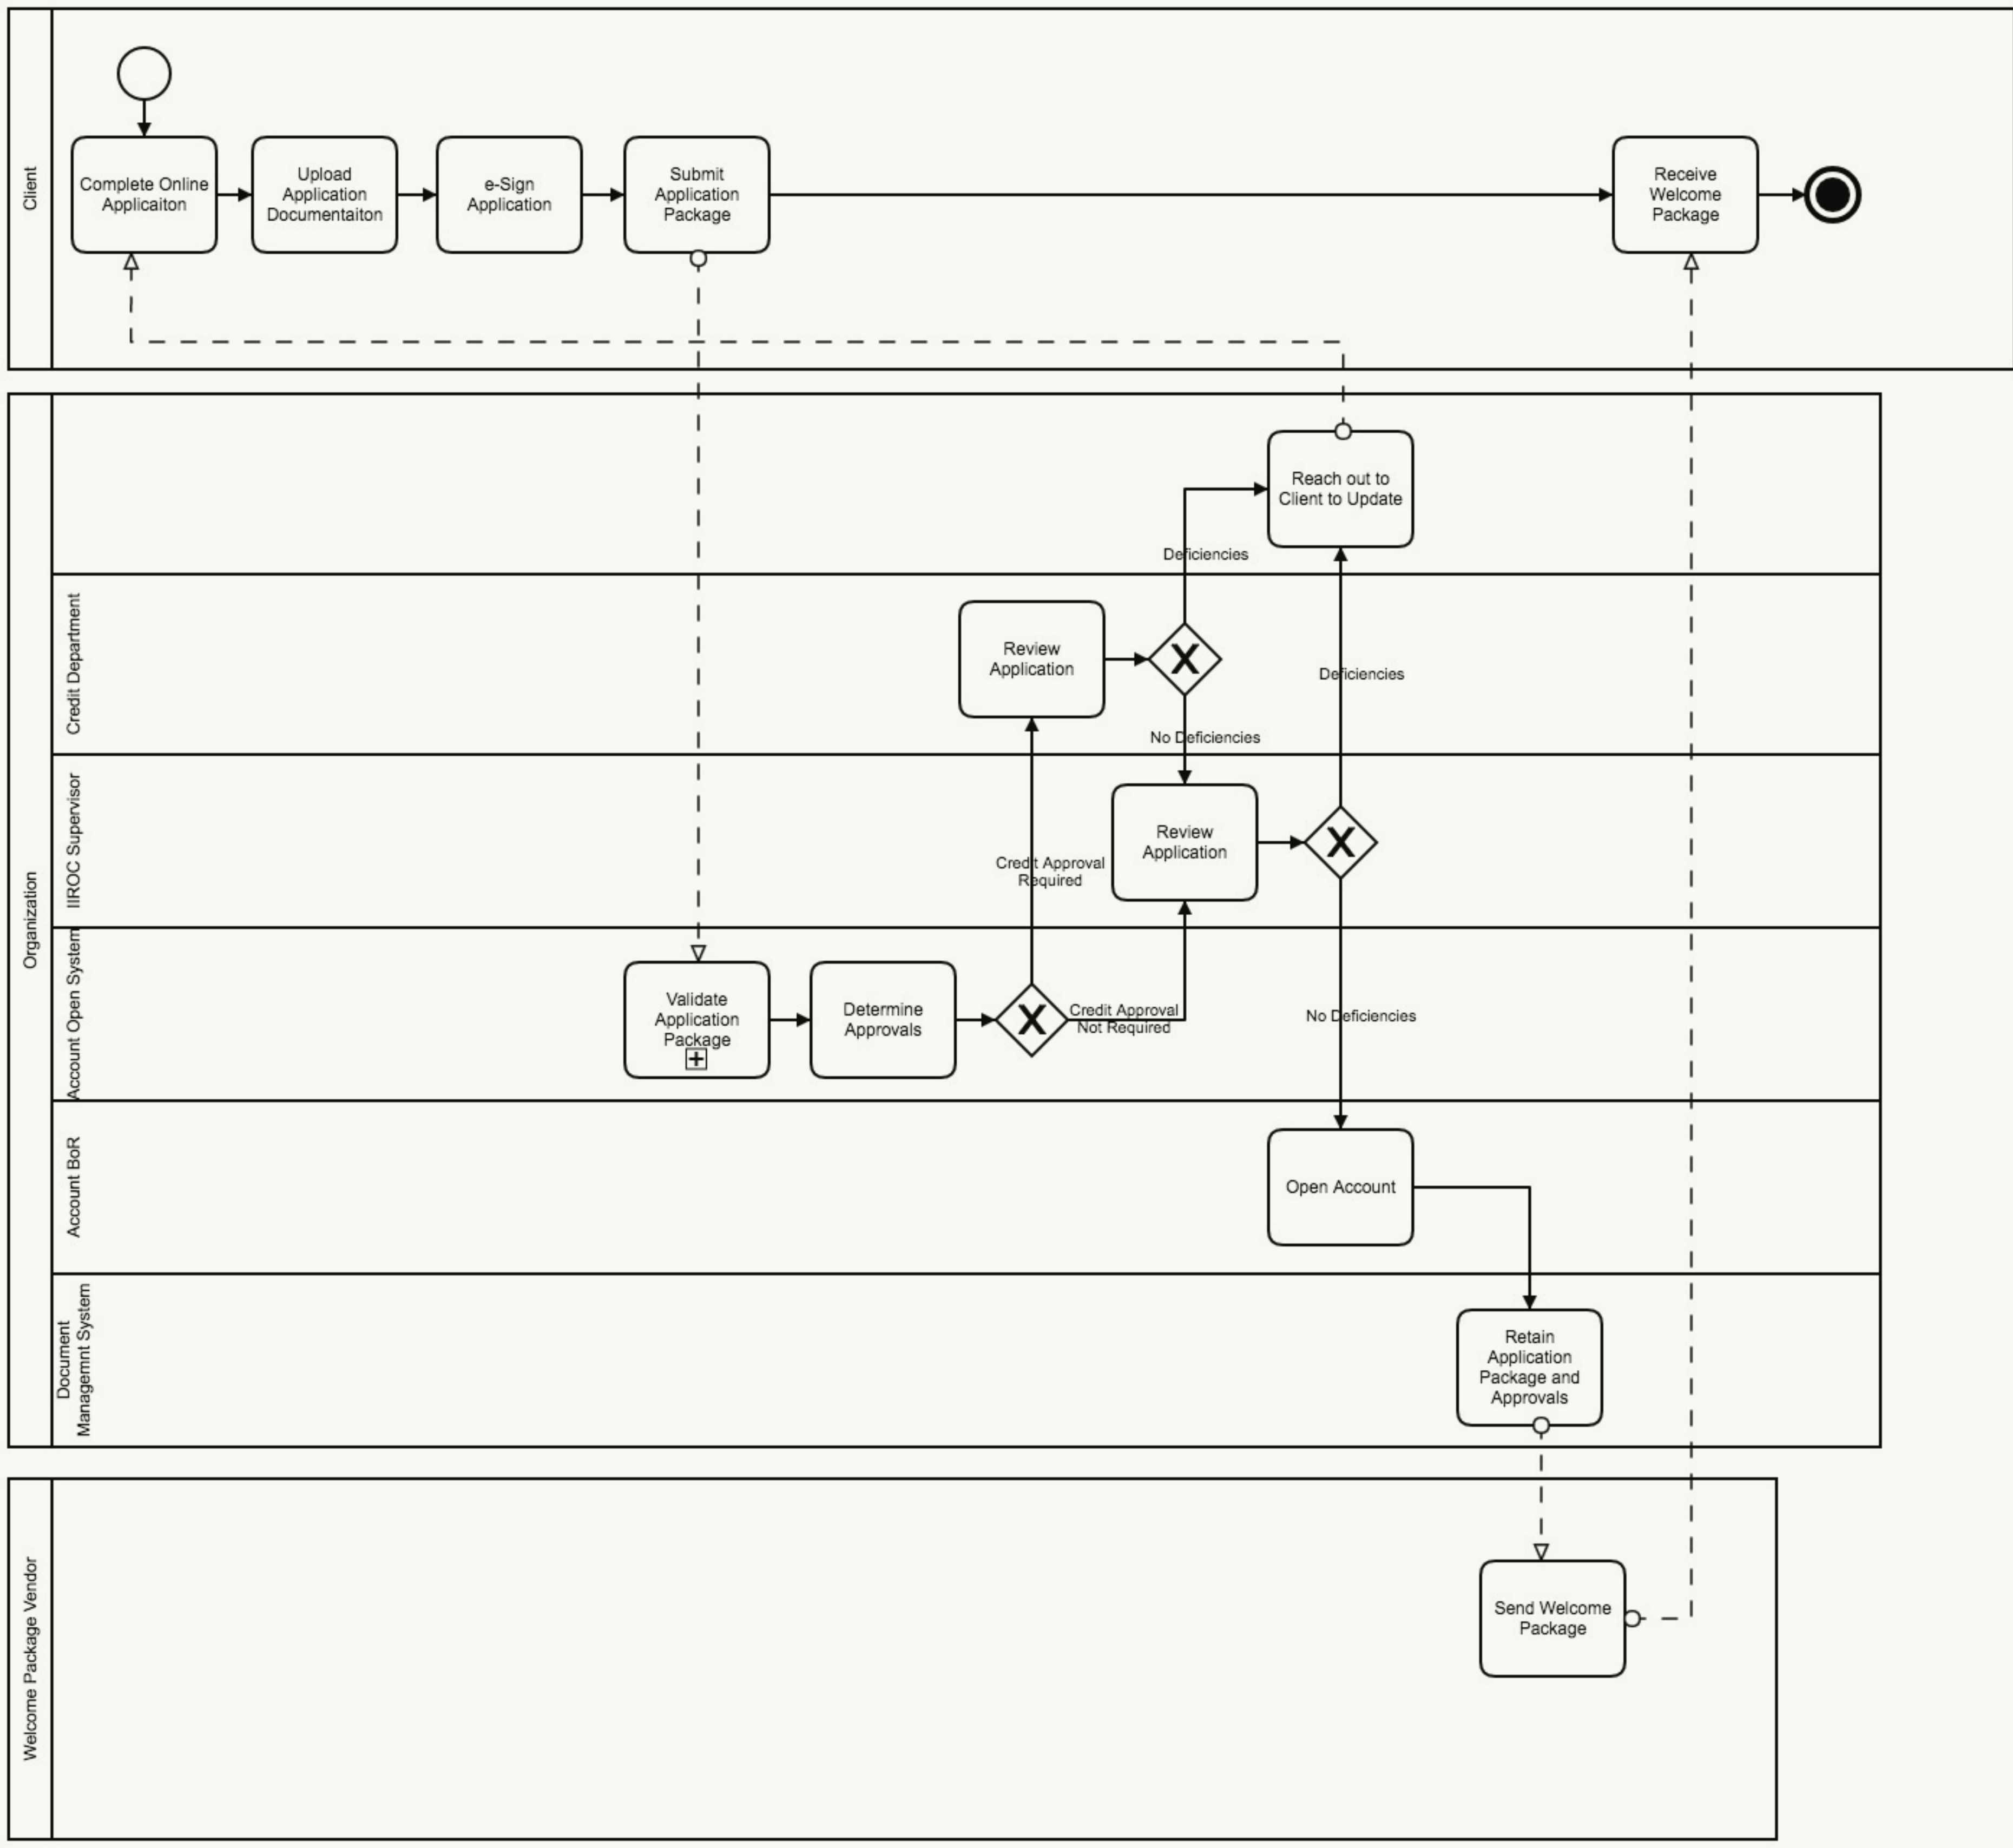 Client
Complete Online
Applicaiton
Upload
Application
Documentaiton
e-Sign
Application
Submit
Application
Package
Receive
Welcome
Package
Organization
Reach out to
Client to Update
Deficiencies
Credit Department
Review
Application
Deficiencies
No Deficiencies
IIROC Supervisor
Review
Application
Credit Approval
Required
Account Open System
Validate
Application
Package
Determine
Approvals
X
X
X
Credit Approval
Not Required
No Deficiencies
Account BoR
Open Account
Document
Managemnt System
Retain
Application
Package and
Approvals
Welcome Package Vendor
Send Welcome
Package